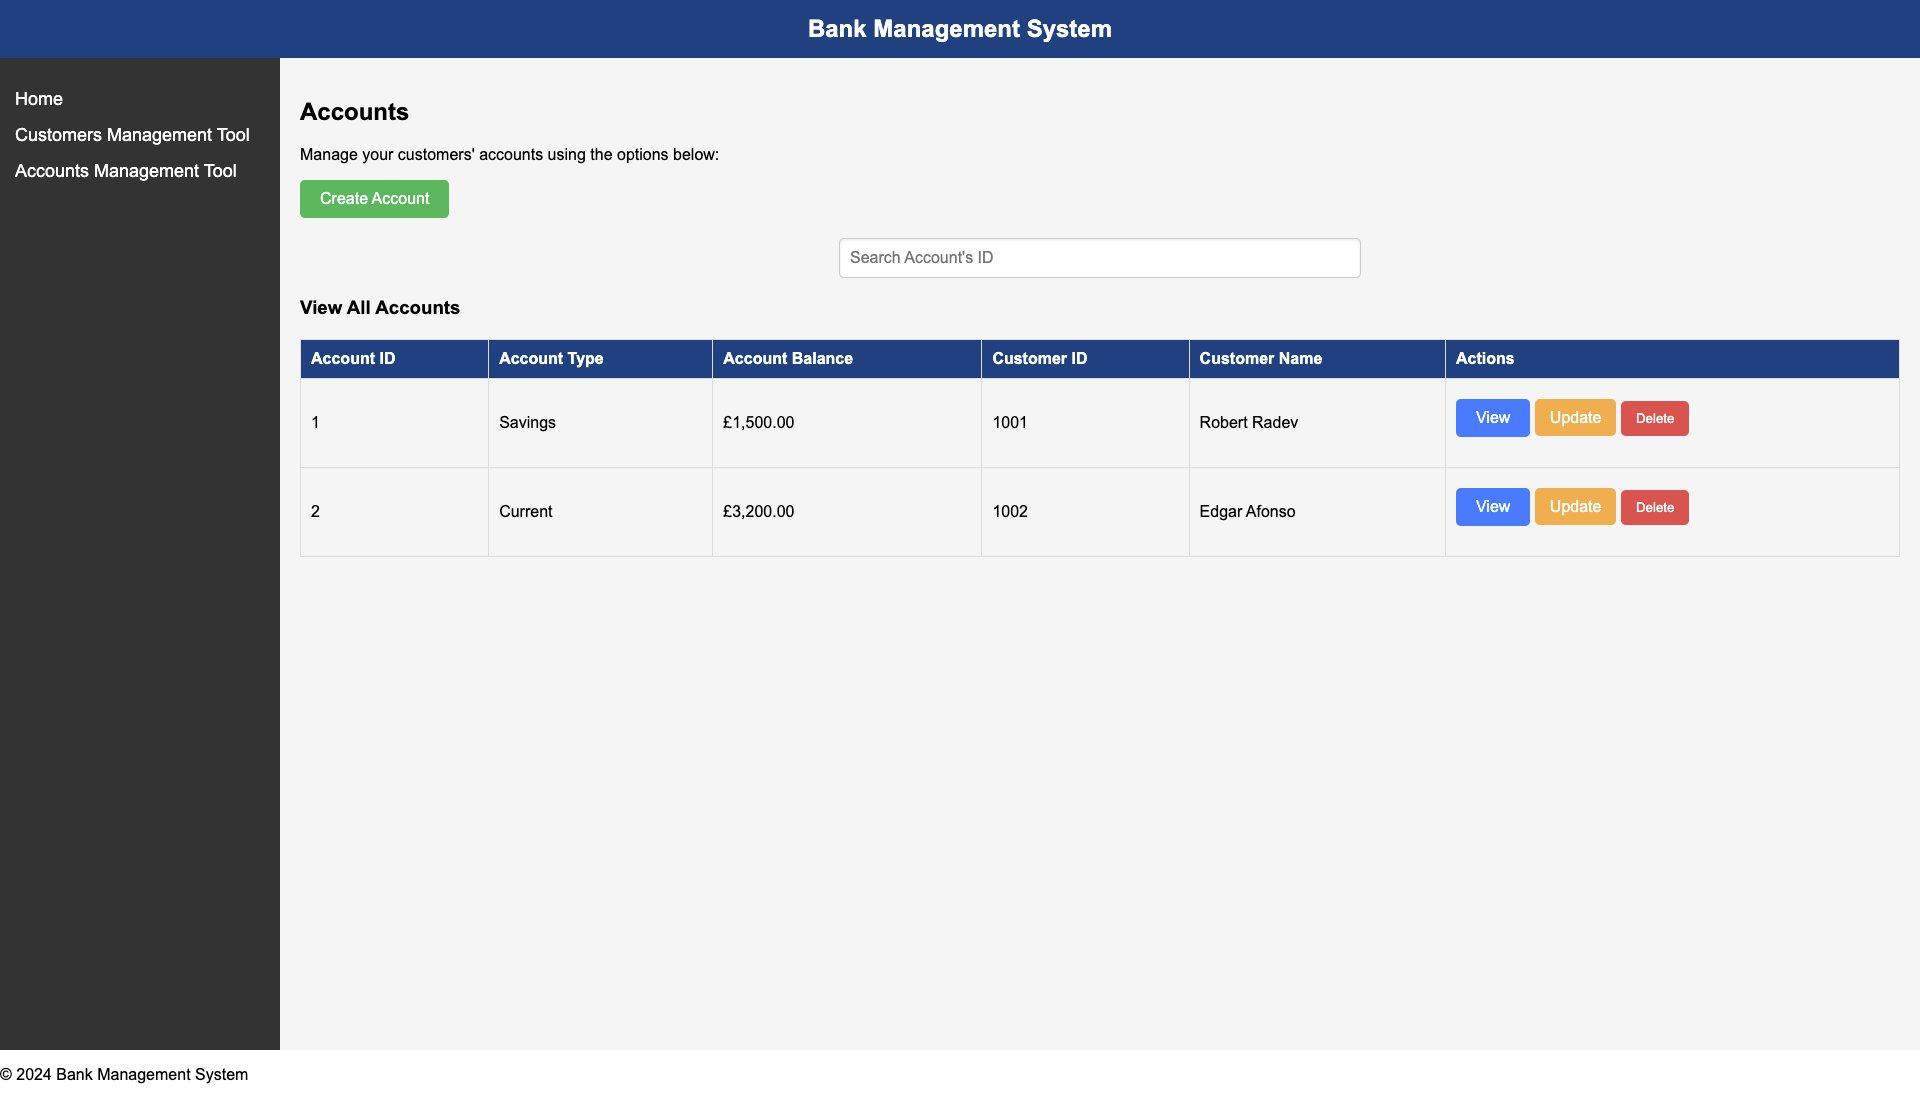 Bank Management System
Home
Customers Management Tool
Accounts Management Tool
Accounts
Manage your customers' accounts using the options below:
Create Account
Search Account's ID
View All Accounts
Account ID Account Type Account Balance Customer ID Customer Name Actions
1 Savings £1,500.00 1001 Robert Radev View Update Delete
2 Current £3,200.00 1002 Edgar Afonso View Update Delete
© 2024 Bank Management System